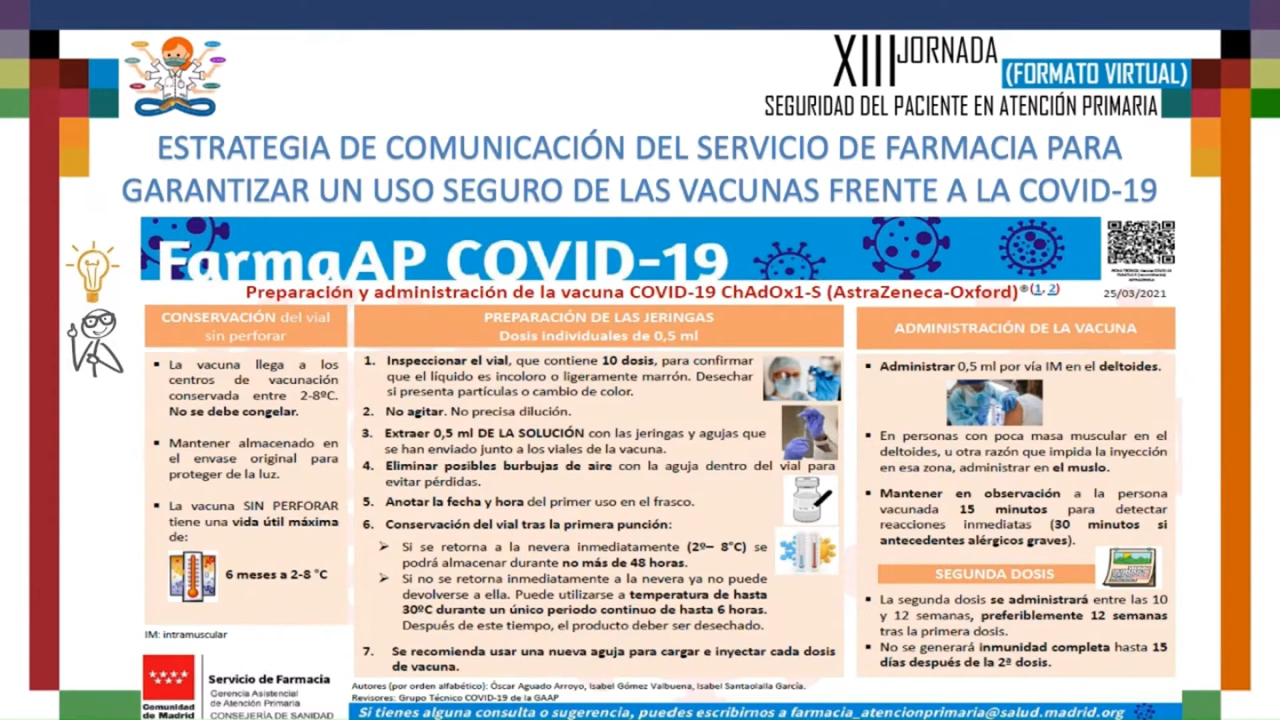 XIII JORNADA
(FORMATO VIRTUAL)
SEGURIDAD DEL PACIENTE EN ATENCIÓN PRIMARIA
ESTRATEGIA DE COMUNICACIÓN DEL SERVICIO DE FARMACIA PARA
GARANTIZAR UN USO SEGURO DE LAS VACUNAS FRENTE A LA COVID-19
FarmaAP COVID-19
Preparación y administración de la vacuna COVID-19 ChAdOx1-S (AstraZeneca-Oxford)®(1, 2)
25/03/2021
CONSERVACIÓN del vial
sin perforar
▪ La vacuna llega a los
centros de vacunación
conservada entre 2-8ºC.
No se debe congelar.
▪ Mantener almacenado en
el envase original para
proteger de la luz.
▪ La vacuna SIN PERFORAR
tiene una vida útil máxima
de:
6 meses a 2-8 °C
IM: intramuscular
PREPARACIÓN DE LAS JERINGAS
Dosis individuales de 0,5 ml
1. Inspeccionar el vial, que contiene 10 dosis, para confirmar
que el líquido es incoloro o ligeramente marrón. Desechar
si presenta partículas o cambio de color.
2. No agitar. No precisa dilución.
3. Extraer 0,5 ml DE LA SOLUCIÓN con las jeringas y agujas que
se han enviado junto a los viales de la vacuna.
4. Eliminar posibles burbujas de aire con la aguja dentro del vial para
evitar pérdidas.
5. Anotar la fecha y hora del primer uso en el frasco.
6. Conservación del vial tras la primera punción:
➢ Si se retorna a la nevera inmediatamente (2º– 8°C) se
podrá almacenar durante no más de 48 horas.
➢ Si no se retorna inmediatamente a la nevera ya no puede
devolverse a ella. Puede utilizarse a temperatura de hasta
30ºC durante un único periodo continuo de hasta 6 horas.
Después de este tiempo, el producto deber ser desechado.
7. Se recomienda usar una nueva aguja para cargar e inyectar cada dosis
de vacuna.
ADMINISTRACIÓN DE LA VACUNA
▪ Administrar 0,5 ml por vía IM en el deltoides.
▪ En personas con poca masa muscular en el
deltoides, u otra razón que impida la inyección
en esa zona, administrar en el muslo.
▪ Mantener en observación a la persona
vacunada 15 minutos para detectar
reacciones inmediatas (30 minutos si
antecedentes alérgicos graves).
SEGUNDA DOSIS
▪ La segunda dosis se administrará entre las 10
y 12 semanas, preferiblemente 12 semanas
tras la primera dosis.
▪ No se generará inmunidad completa hasta 15
días después de la 2ª dosis.
Comunidad
de Madrid
Servicio de Farmacia
Gerencia Asistencial
de Atención Primaria
CONSEJERÍA DE SANIDAD
Autores (por orden alfabético): Óscar Aguado Arroyo, Isabel Gómez Valbuena, Isabel Santaolalla García.
Revisores: Grupo Técnico COVID-19 de la GAAP
Si tienes alguna consulta o sugerencia, puedes escribirnos a farmacia_atencionprimaria@salud.madrid.org